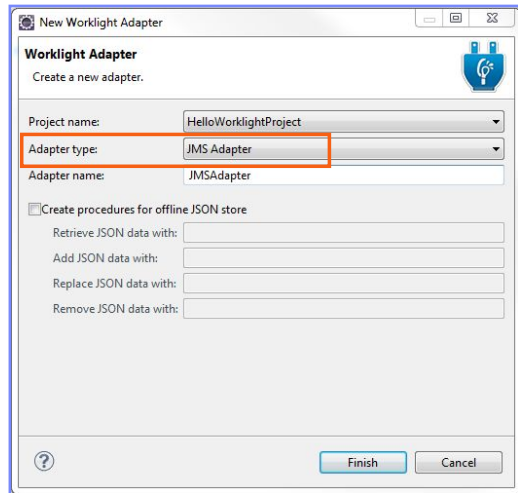 New Worklight Adapter
Worklight Adapter
Create a new adapter.
Project name: HelloWorklightProject
Adapter type: JMS Adapter
Adapter name: JMSAdapter
Create procedures for offline JSON store
Retrieve JSON data with:
Add JSON data with:
Replace JSON data with:
Remove JSON data with:
? Finish Cancel